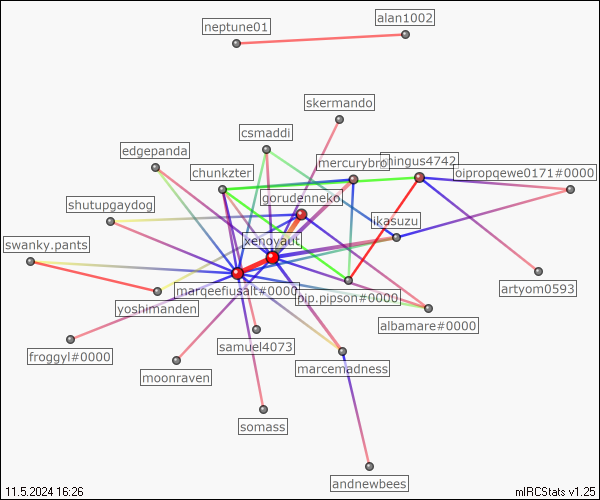 alan1002
neptune01
skermando
csmaddi
edgepanda
mercurybro
mingus4742
chunkzter
oipropqewe0171#0000
gorudenneko
shutupgaydog
ikasuzu
xenoyaut
swanky.pants
marqeefiusalt#0000
pip.pipson#0000
artyom0593
yoshimanden
albamare#0000
samuel4073
froggyl#0000
marcemadness
moonraven
somass
andnewbees
11.5.2024 16:26
mIRCStats v1.25